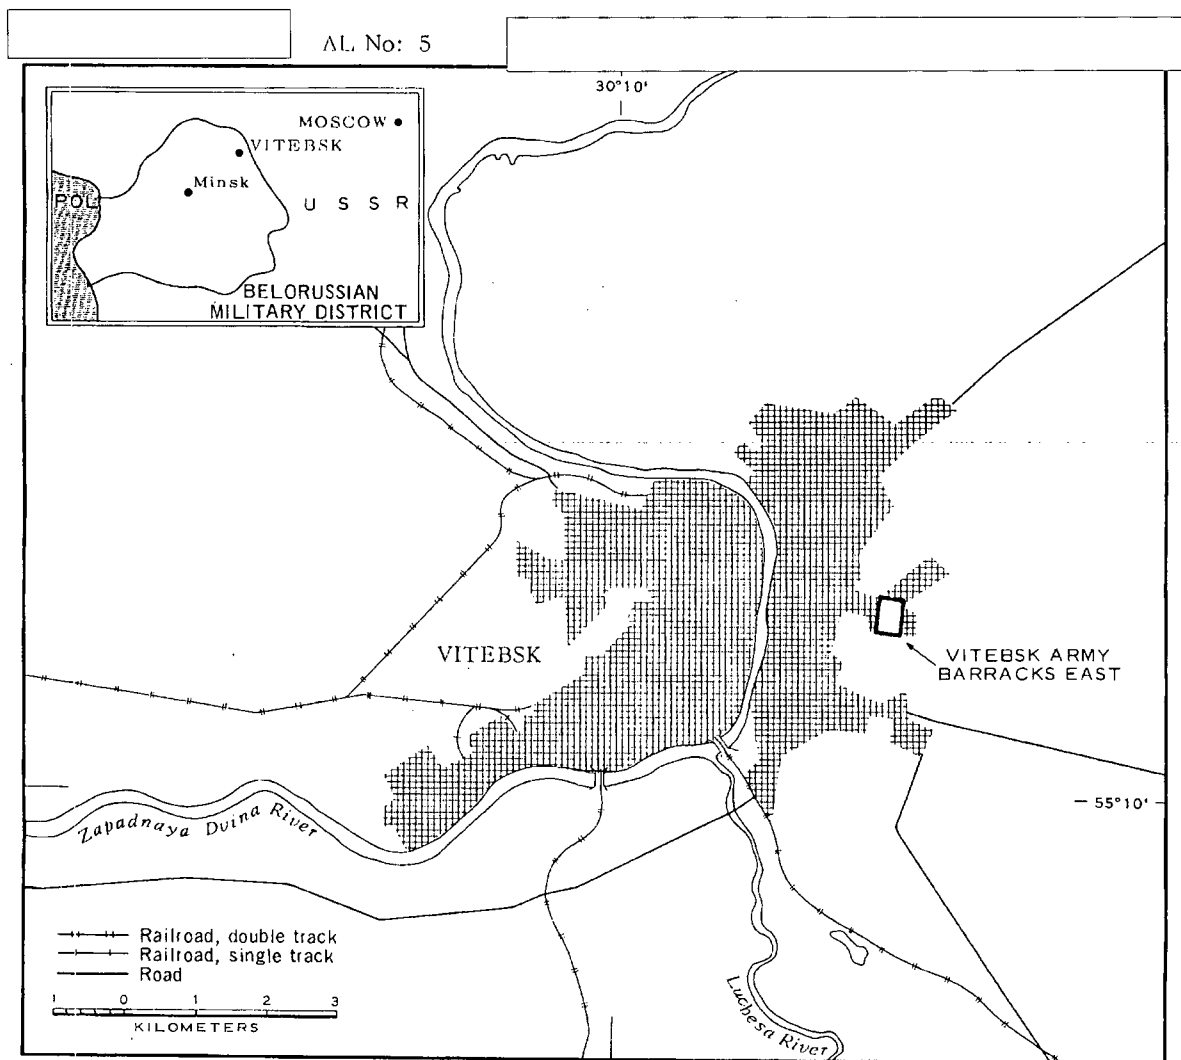 AL No: 5
30°10'
MOSCOW
VITEBSK
Minsk
POL
U S S R
BELORUSSIAN
MILITARY DISTRICT
VITEBSK
VITEBSK ARMY
BARRACKS EAST
55°10'
Zapadnaya Dvina River
Luchesa River
Railroad, double track
Railroad, single track
Road
1 0 1 2 3
KILOMETERS